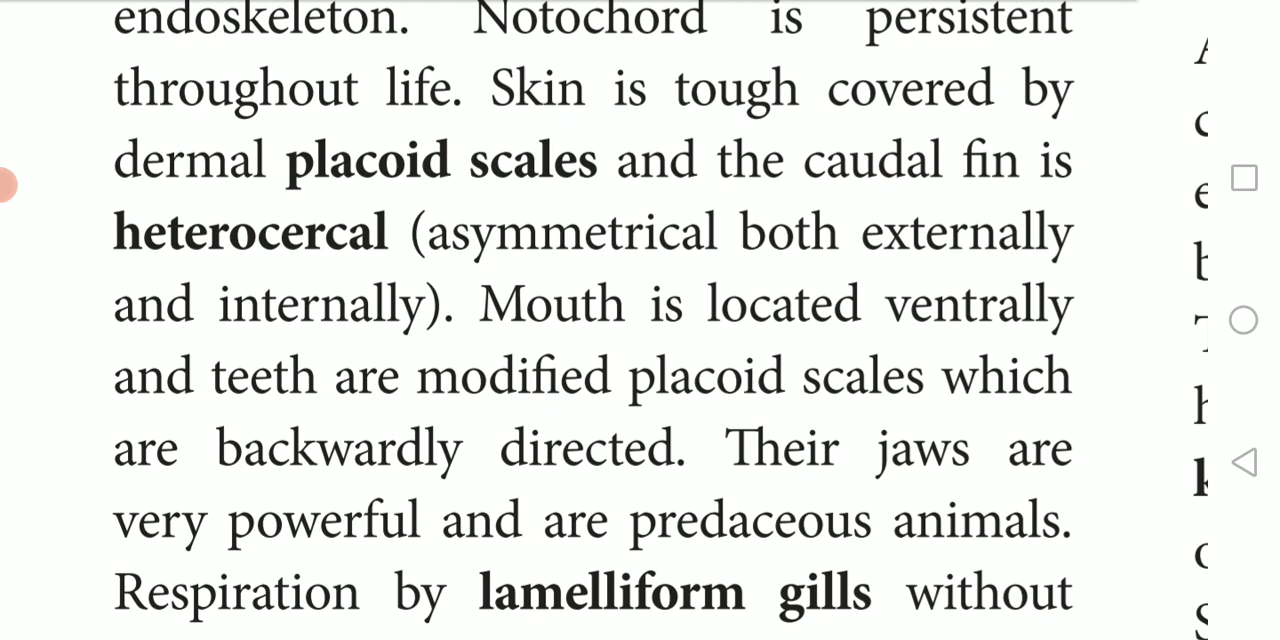 endoskeleton. Notochord is persistent
throughout life. Skin is tough covered by
dermal placoid scales and the caudal fin is
heterocercal (asymmetrical both externally
and internally). Mouth is located ventrally
and teeth are modified placoid scales which
are backwardly directed. Their jaws are
very powerful and are predaceous animals.
Respiration by lamelliform gills without